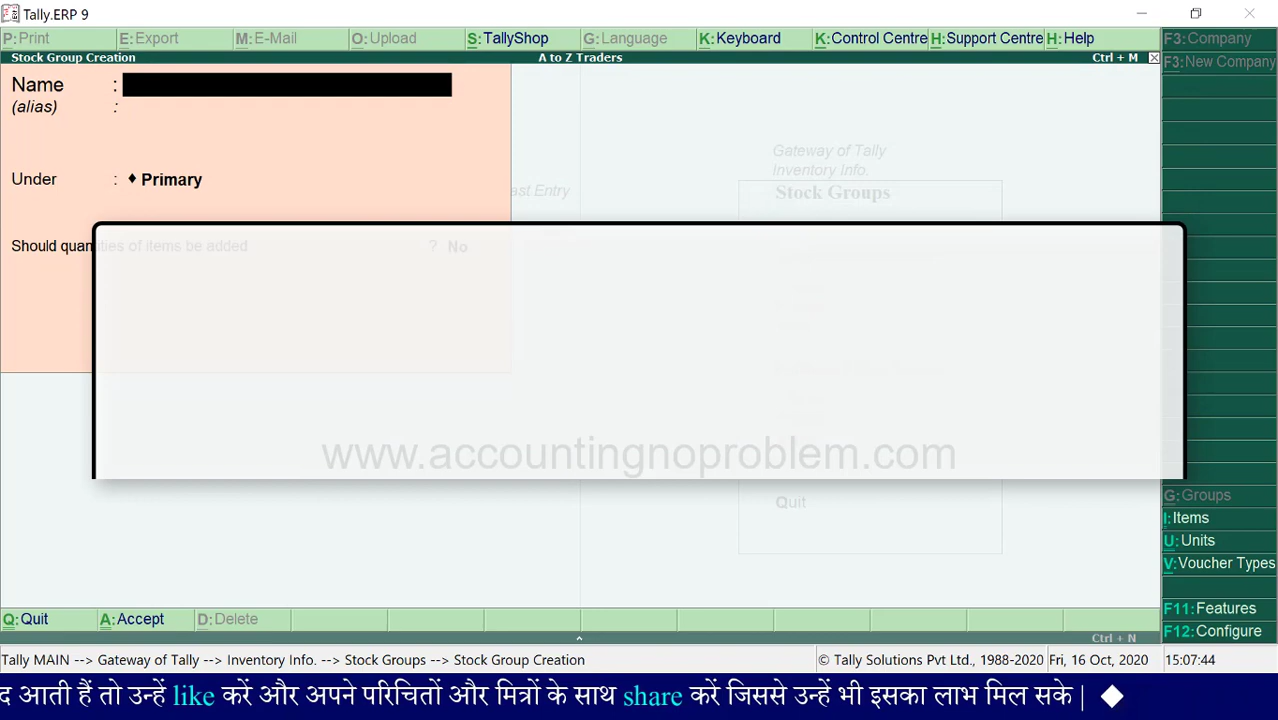 Tally.ERP 9
P: Print E: Export M: E-Mail O: Upload S: TallyShop G: Language K: Keyboard K: Control Centre H: Support Centre H: Help
F3: Company
Stock Group Creation A to Z Traders Ctrl + M
F3: New Company
Name :
(alias) :
Under : ♦ Primary
Should quantities of items be added ? No
ast Entry
Gateway of Tally
Inventory Info.
Stock Groups
www.accountingnoproblem.com
Quit
G: Groups
I: Items
U: Units
V: Voucher Types
F11: Features
F12: Configure
Q: Quit A: Accept D: Delete
Ctrl + N
Tally MAIN --> Gateway of Tally --> Inventory Info. --> Stock Groups --> Stock Group Creation © Tally Solutions Pvt Ltd., 1988-2020 Fri, 16 Oct, 2020 15:07:44
द आती हैं तो उन्हें like करें और अपने परिचितों और मित्रों के साथ share करें जिससे उन्हें भी इसका लाभ मिल सके | ◆